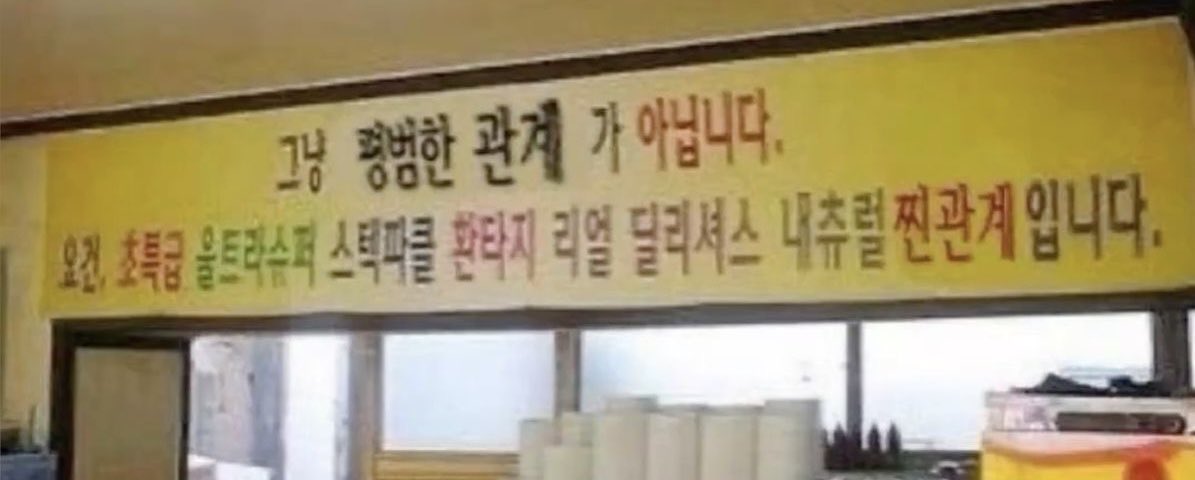 그냥 평범한 관계 가 아닙니다.
요건, 초특급 울트라슈퍼 스텍파클 환타지 리얼 딜리셔스 내츄럴 찐관계입니다.